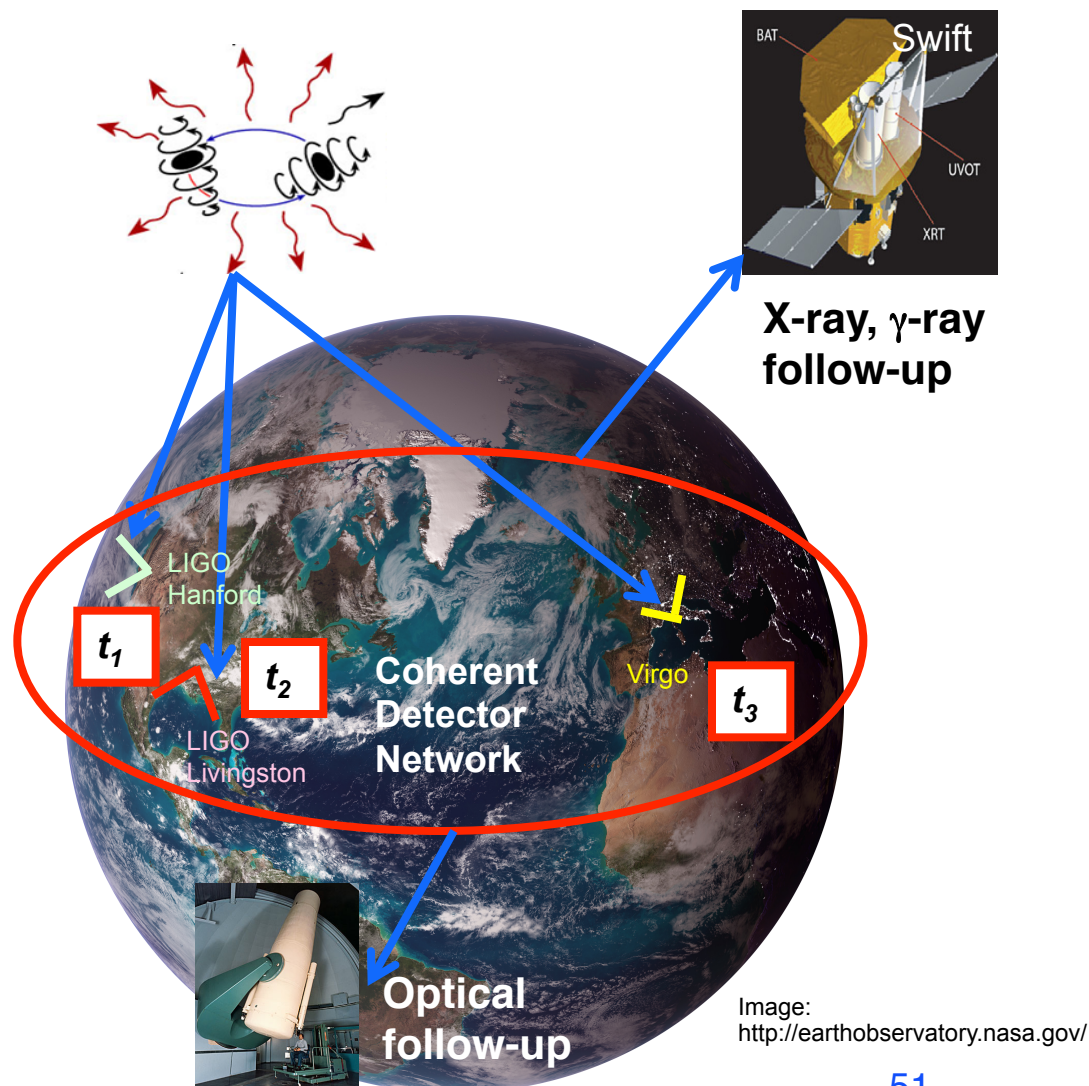 BAT
Swift
UVOT
XRT
X-ray, γ-ray
follow-up
LIGO
Hanford
t1
t2
Coherent
Detector
Network
Virgo
t3
LIGO
Livingston
Optical
follow-up
Image:
http://earthobservatory.nasa.gov/
51